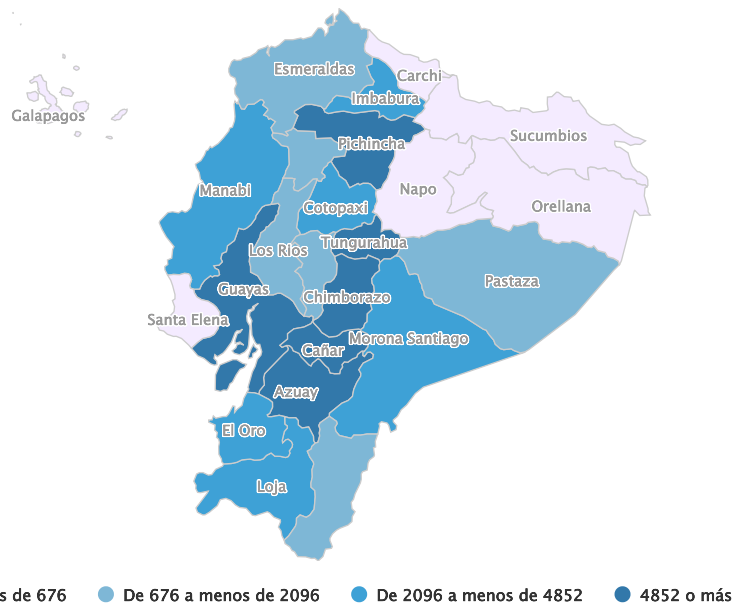 Esmeraldas
Carchi
Imbabura
Galapagos
Sucumbios
Pichincha
Manabi
Napo
Cotopaxi
Orellana
Tungurahua
Los Ríos
Pastaza
Guayas
Chimborazo
Santa Elena
Morona Santiago
Cañar
Azuay
El Oro
Loja
s de 676 De 676 a menos de 2096 De 2096 a menos de 4852 4852 o más